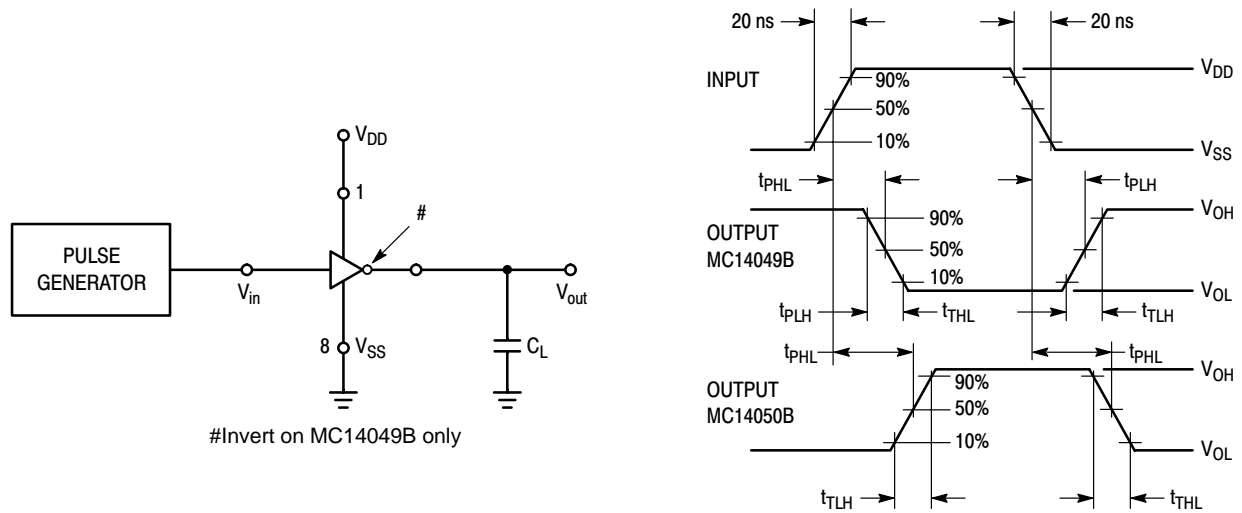 V_DD
1
#
PULSE
GENERATOR
V_in
V_out
8 V_SS
C_L
#Invert on MC14049B only
20 ns 20 ns
INPUT
90%
50%
10%
V_DD
V_SS
t_PHL t_PLH
OUTPUT
MC14049B
90%
50%
10%
V_OH
V_OL
t_PLH t_THL t_TLH
t_PHL t_PHL
OUTPUT
MC14050B
90%
50%
10%
V_OH
V_OL
t_TLH t_THL